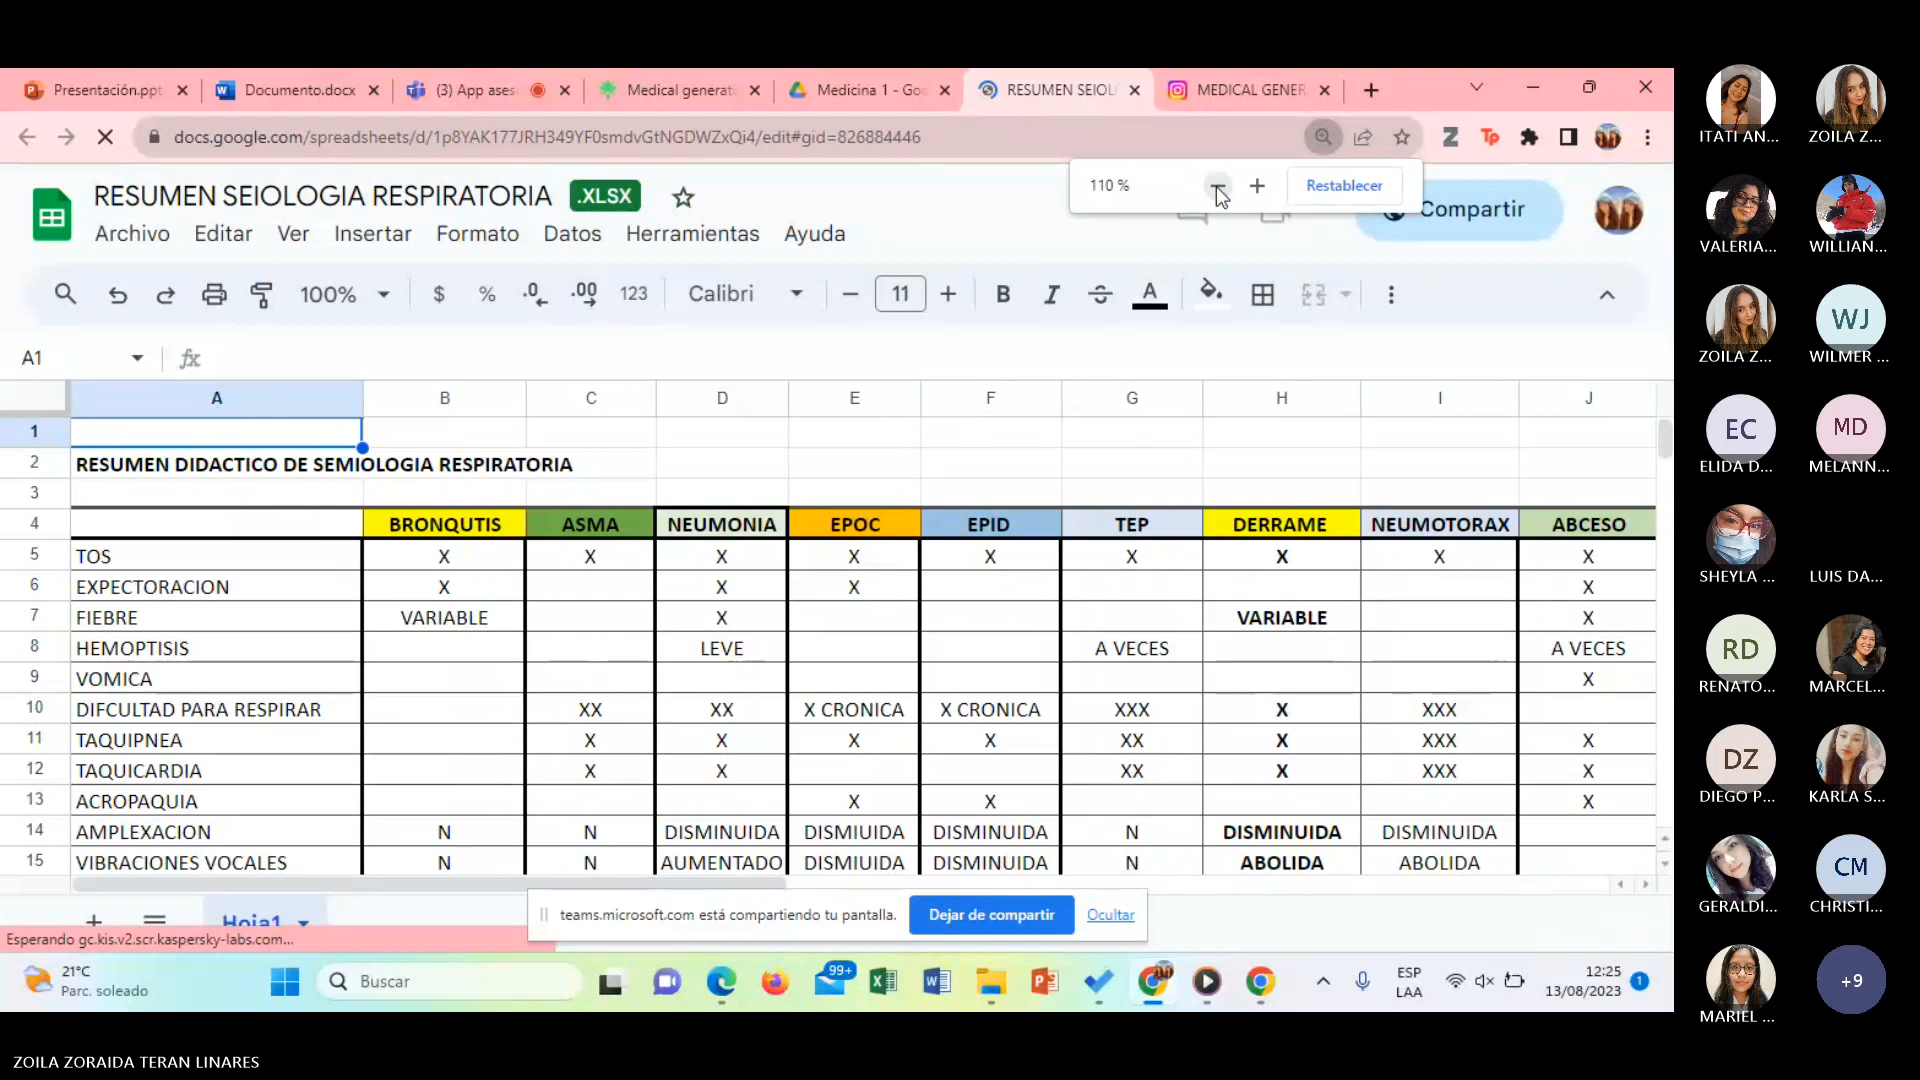 Presentación.ppt
Documento.docx
(3) App ases
Medical generat
Medicina 1 - Goo
RESUMEN SEIOL
MEDICAL GENER
docs.google.com/spreadsheets/d/1p8YAK177JRH349YF0smdvGtNGDWZxQi4/edit#gid=826884446
110 %
Restablecer
RESUMEN SEIOLOGIA RESPIRATORIA .XLSX
Compartir
Archivo Editar Ver Insertar Formato Datos Herramientas Ayuda
100% $ % .0 .00 123 Calibri 11 B I S A
A1 fx
A B C D E F G H I J
1
2 RESUMEN DIDACTICO DE SEMIOLOGIA RESPIRATORIA
3
4 BRONQUTIS ASMA NEUMONIA EPOC EPID TEP DERRAME NEUMOTORAX ABCESO
5 TOS X X X X X X X X X
6 EXPECTORACION X X X X
7 FIEBRE VARIABLE X VARIABLE X
8 HEMOPTISIS LEVE A VECES A VECES
9 VOMICA X
10 DIFCULTAD PARA RESPIRAR XX XX X CRONICA X CRONICA XXX X XXX
11 TAQUIPNEA X X X X XX X XXX X
12 TAQUICARDIA X X XX X XXX X
13 ACROPAQUIA X X X
14 AMPLEXACION N N DISMINUIDA DISMIUIDA DISMINUIDA N DISMINUIDA DISMINUIDA
15 VIBRACIONES VOCALES N N AUMENTADO DISMIUIDA DISMINUIDA N ABOLIDA ABOLIDA
Hoja1
teams.microsoft.com está compartiendo tu pantalla. Dejar de compartir Ocultar
Esperando gc.kis.v2.scr.kaspersky-labs.com...
21°C
Parc. soleado
Buscar
99+
ESP
LAA
12:25
13/08/2023
1
ZOILA ZORAIDA TERAN LINARES
ITATI AN... ZOILA Z...
VALERIA... WILLIAN...
WJ
ZOILA Z... WILMER ...
EC MD
ELIDA D... MELANN...
SHEYLA ... LUIS DA...
RD
RENATO... MARCEL...
DZ
DIEGO P... KARLA S...
CM
GERALDI... CHRISTI...
+9
MARIEL ...